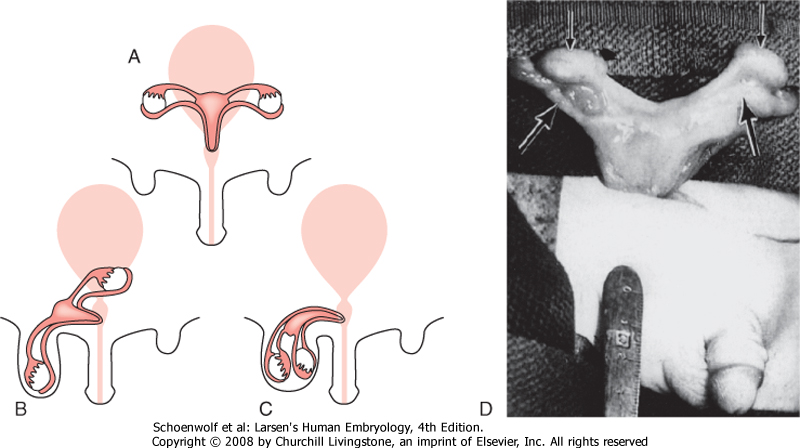 A
B
C
D
Schoenwolf et al: Larsen's Human Embryology, 4th Edition.
Copyright © 2008 by Churchill Livingstone, an imprint of Elsevier, Inc. All rights reserved